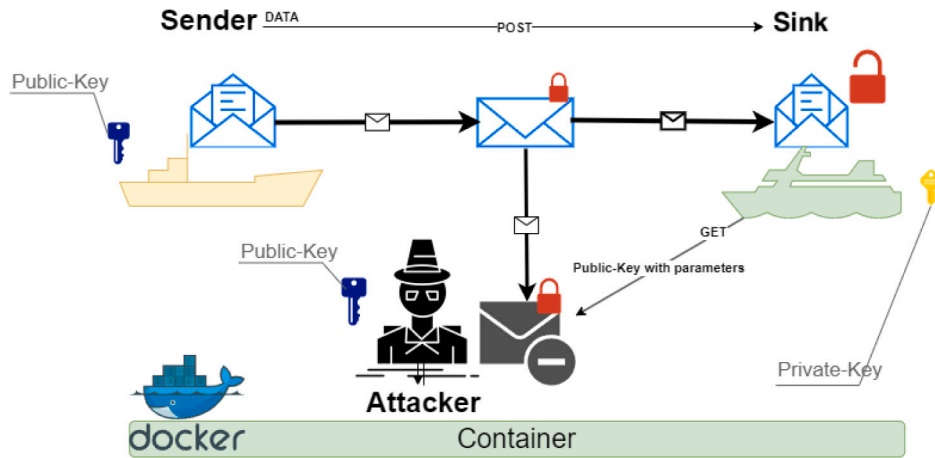 Sender DATA POST Sink
Public-Key
Public-Key
GET
Public-Key with parameters
Private-Key
Attacker
docker
Container